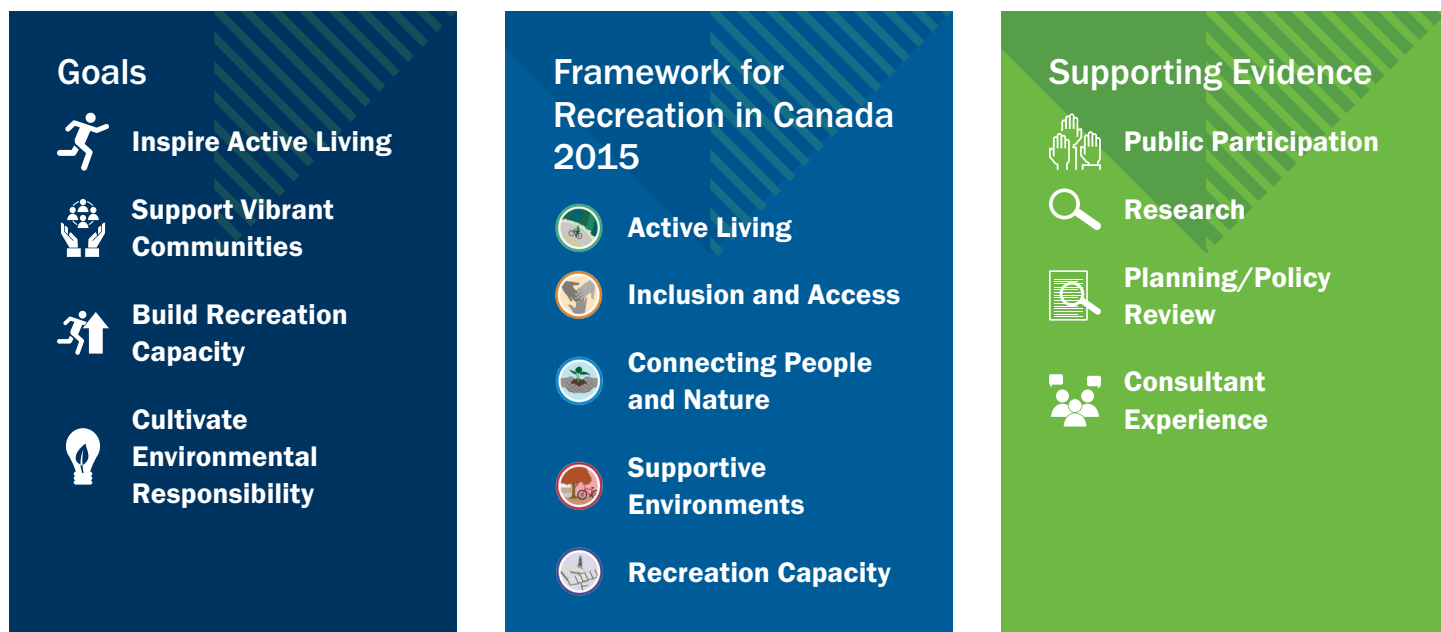 Goals
Inspire Active Living
Support Vibrant
Communities
Build Recreation
Capacity
Cultivate
Environmental
Responsibility
Framework for
Recreation in Canada
2015
Active Living
Inclusion and Access
Connecting People
and Nature
Supportive
Environments
Recreation Capacity
Supporting Evidence
Public Participation
Research
Planning/Policy
Review
Consultant
Experience